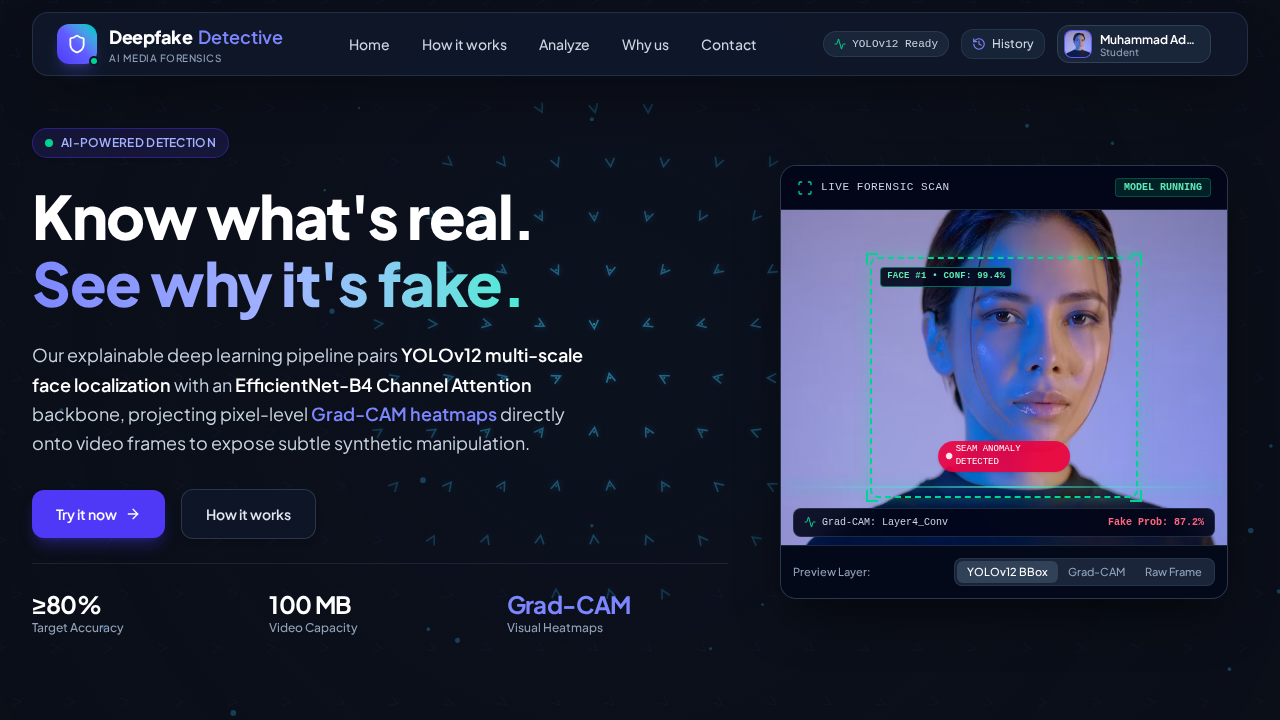 Deepfake Detective
AI MEDIA FORENSICS
Home
How it works
Analyze
Why us
Contact
YOLOv12 Ready
History
Muhammad Ad...
Student
AI-POWERED DETECTION
Know what's real.
See why it's fake.
Our explainable deep learning pipeline pairs YOLOv12 multi-scale
face localization with an EfficientNet-B4 Channel Attention
backbone, projecting pixel-level Grad-CAM heatmaps directly
onto video frames to expose subtle synthetic manipulation.
Try it now
How it works
≥80%
Target Accuracy
100 MB
Video Capacity
Grad-CAM
Visual Heatmaps
LIVE FORENSIC SCAN
MODEL RUNNING
FACE #1 • CONF: 99.4%
SEAM ANOMALY
DETECTED
Grad-CAM: Layer4_Conv
Fake Prob: 87.2%
Preview Layer:
YOLOv12 BBox
Grad-CAM
Raw Frame